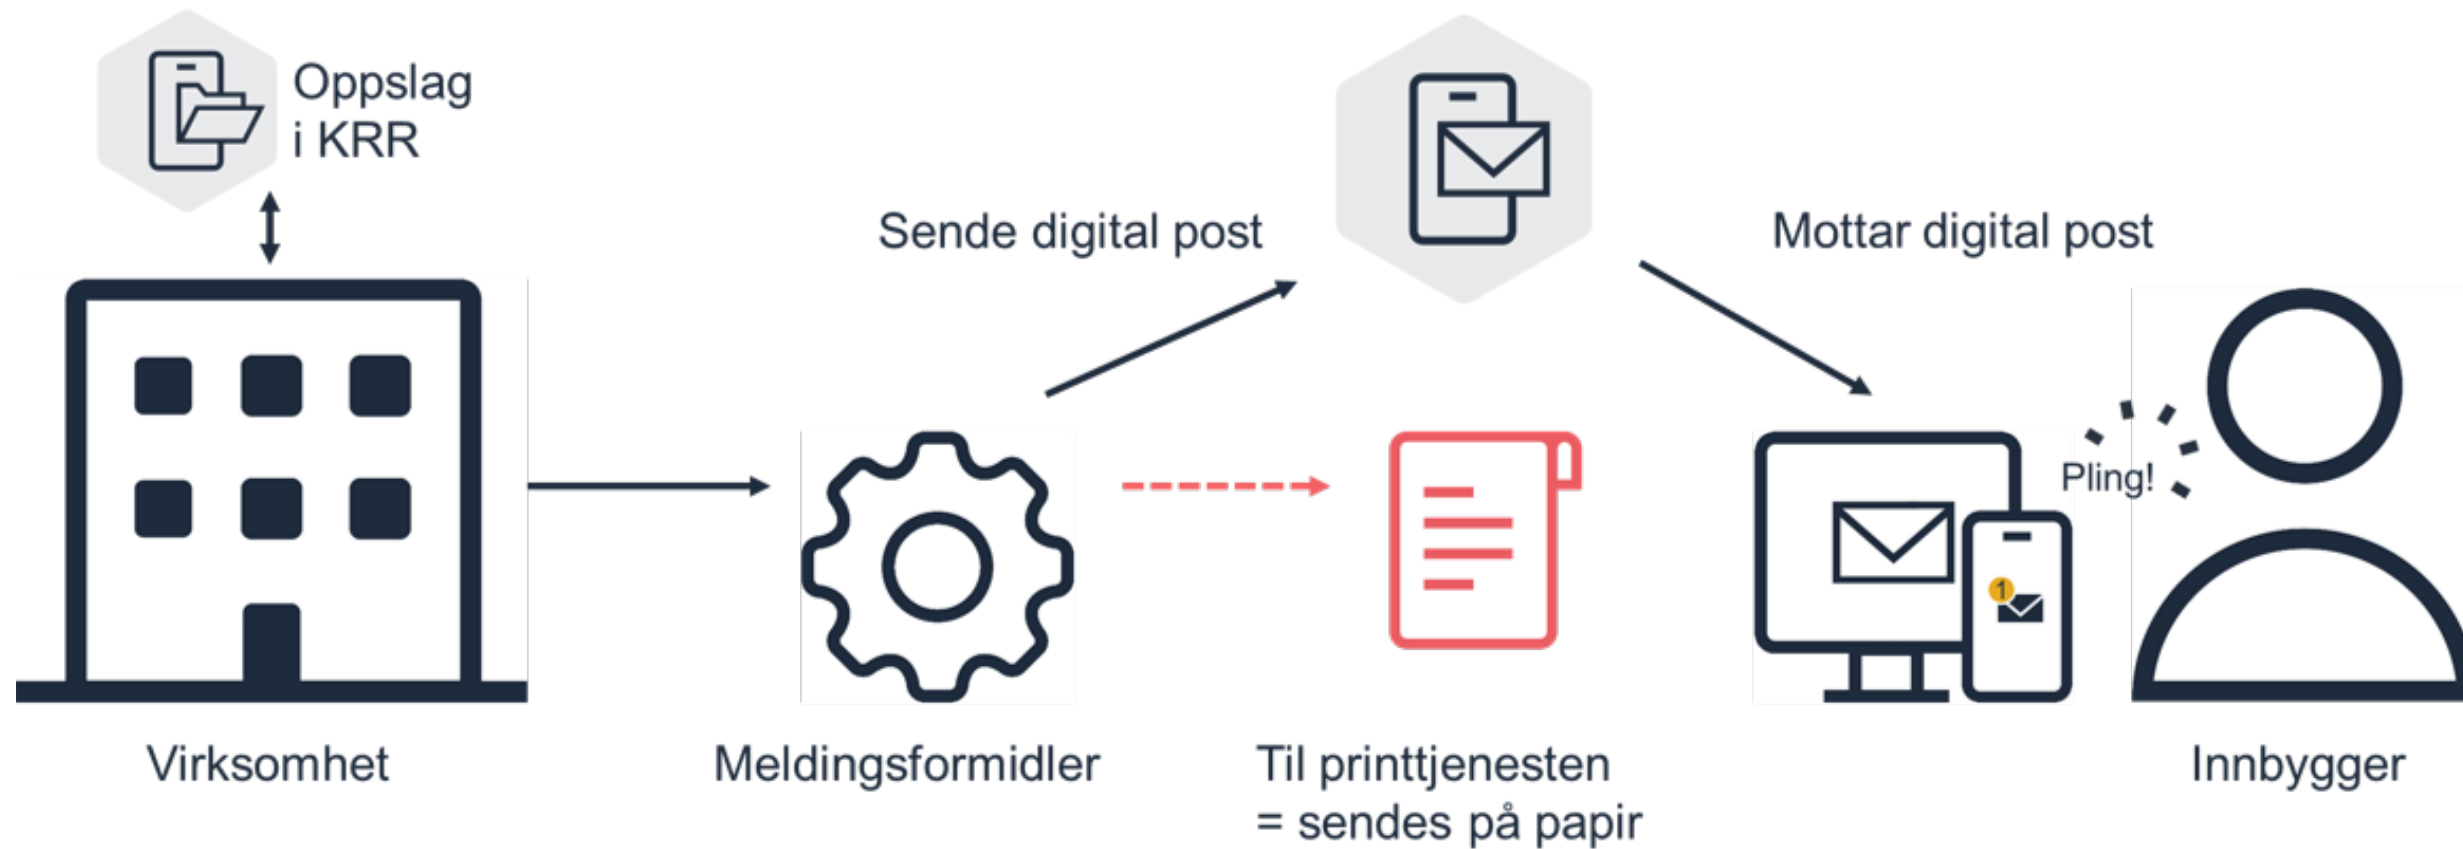 Oppslag
i KRR
Sende digital post
Mottar digital post
Pling!
1
Virksomhet
Meldingsformidler
Til printtjenesten
= sendes på papir
Innbygger